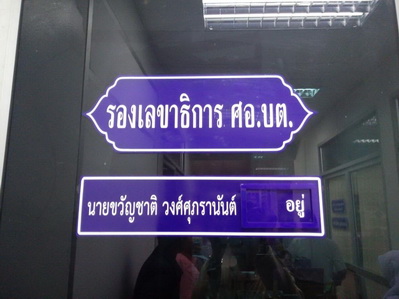 รองเลขาธิการ ศอ.บต.
นายขวัญชาติ วงศ์ศุภรานันต์ อยู่